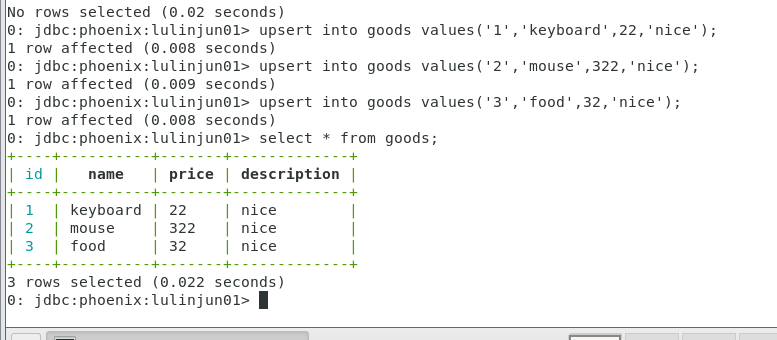 No rows selected (0.02 seconds)
0: jdbc:phoenix:lulinjun01> upsert into goods values('1','keyboard',22,'nice');
1 row affected (0.008 seconds)
0: jdbc:phoenix:lulinjun01> upsert into goods values('2','mouse',322,'nice');
1 row affected (0.009 seconds)
0: jdbc:phoenix:lulinjun01> upsert into goods values('3','food',32,'nice');
1 row affected (0.008 seconds)
0: jdbc:phoenix:lulinjun01> select * from goods;
+----+----------+-------+-------------+
| id |   name   | price | description |
+----+----------+-------+-------------+
| 1  | keyboard | 22    | nice        |
| 2  | mouse    | 322   | nice        |
| 3  | food     | 32    | nice        |
+----+----------+-------+-------------+
3 rows selected (0.022 seconds)
0: jdbc:phoenix:lulinjun01>